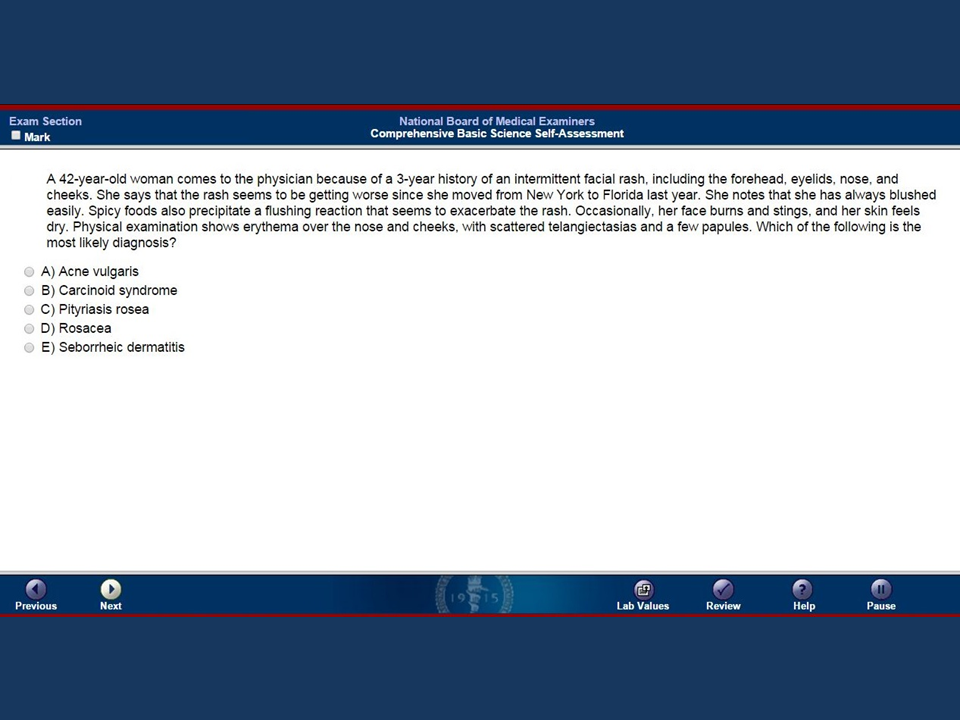 Exam Section
National Board of Medical Examiners
Mark
Comprehensive Basic Science Self-Assessment
A 42-year-old woman comes to the physician because of a 3-year history of an intermittent facial rash, including the forehead, eyelids, nose, and
cheeks. She says that the rash seems to be getting worse since she moved from New York to Florida last year. She notes that she has always blushed
easily. Spicy foods also precipitate a flushing reaction that seems to exacerbate the rash. Occasionally, her face burns and stings, and her skin feels
dry. Physical examination shows erythema over the nose and cheeks, with scattered telangiectasias and a few papules. Which of the following is the
most likely diagnosis?
A) Acne vulgaris
B) Carcinoid syndrome
C) Pityriasis rosea
D) Rosacea
E) Seborrheic dermatitis
1915
Previous
Next
Lab Values
Review
Help
Pause